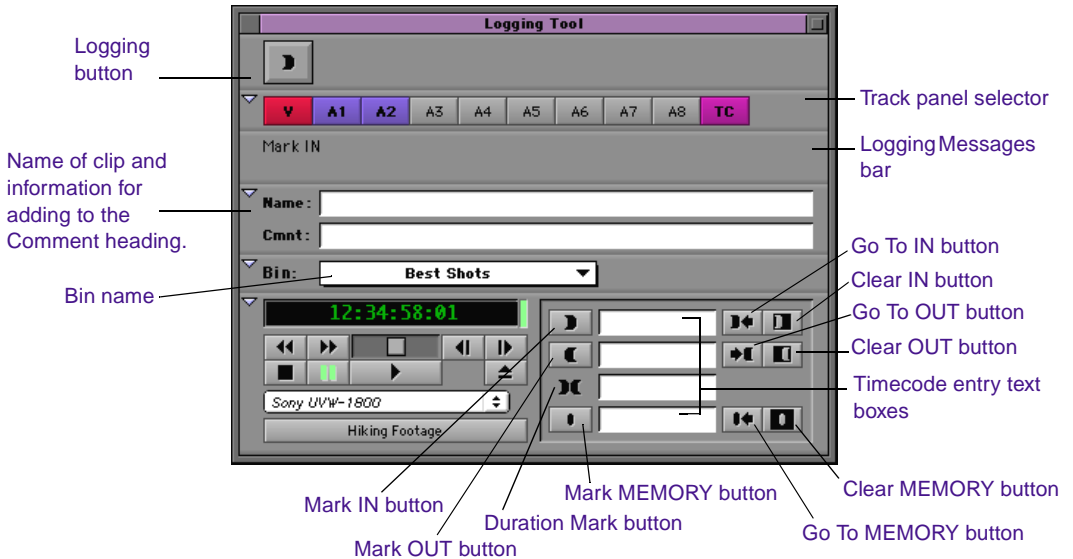 Logging Tool
Logging
button
V A1 A2 A3 A4 A5 A6 A7 A8 TC
Track panel selector
Mark IN
Logging Messages
bar
Name of clip and
information for
adding to the
Comment heading.
Name:
Cmnt:
Bin: Best Shots
Bin name
Go To IN button
Clear IN button
Go To OUT button
Clear OUT button
12:34:58:01
Timecode entry text
boxes
Sony UVW-1800
Hiking Footage
Mark IN button
Mark OUT button
Duration Mark button
Mark MEMORY button
Clear MEMORY button
Go To MEMORY button